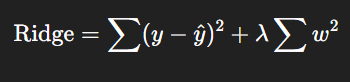 Ridge = ∑(y − ŷ)² + λ∑w²